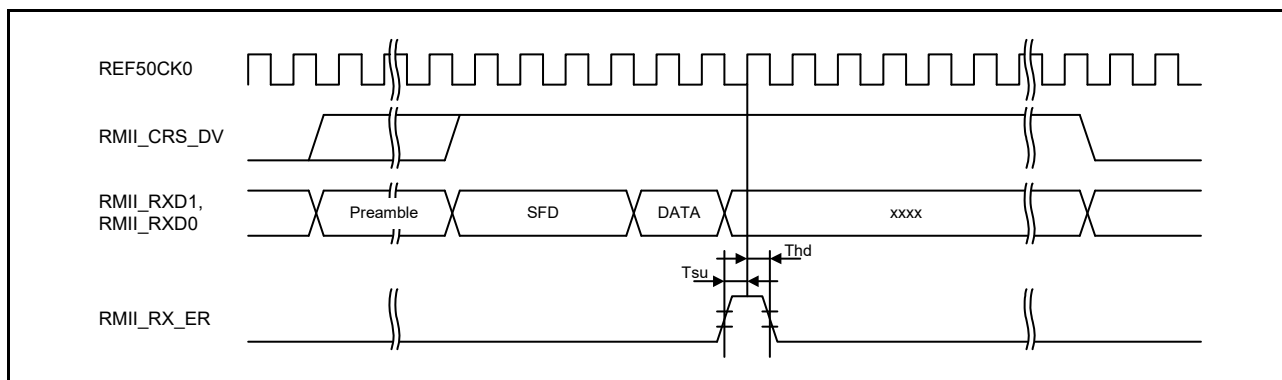 REF50CK0
RMII_CRS_DV
RMII_RXD1,
RMII_RXD0
Preamble
SFD
DATA
xxxx
Thd
Tsu
RMII_RX_ER